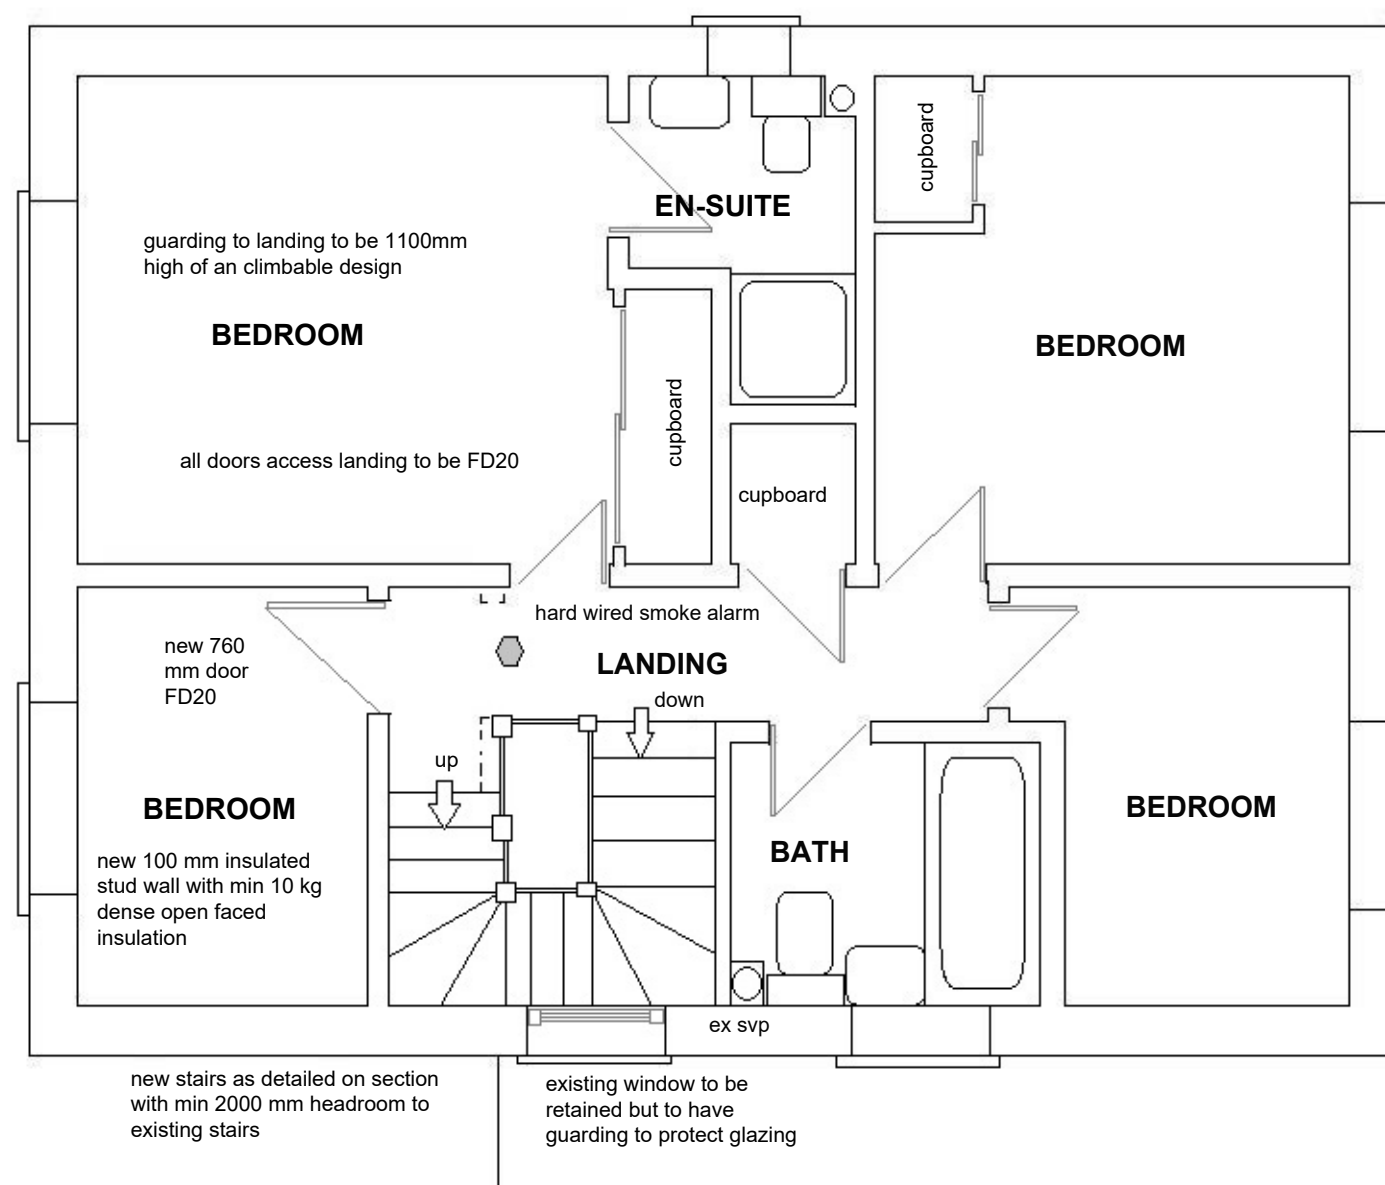 cupboard
EN-SUITE
guarding to landing to be 1100mm
high of an climbable design
BEDROOM
BEDROOM
cupboard
all doors access landing to be FD20
cupboard
hard wired smoke alarm
new 760
mm door
FD20
LANDING
down
up
BEDROOM
BEDROOM
BATH
new 100 mm insulated
stud wall with min 10 kg
dense open faced
insulation
ex svp
new stairs as detailed on section
with min 2000 mm headroom to
existing stairs
existing window to be
retained but to have
guarding to protect glazing